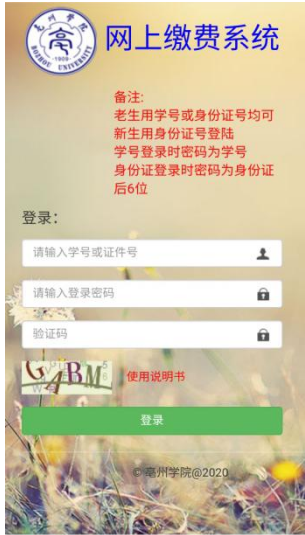 亳州学院
1909
BOZHOU UNIVERSITY
网上缴费系统
备注:
老生用学号或身份证号均可
新生用身份证号登陆
学号登录时密码为学号
身份证登录时密码为身份证
后6位
登录：
请输入学号或证件号
请输入登录密码
验证码
GABM
使用说明书
登录
©亳州学院@2020